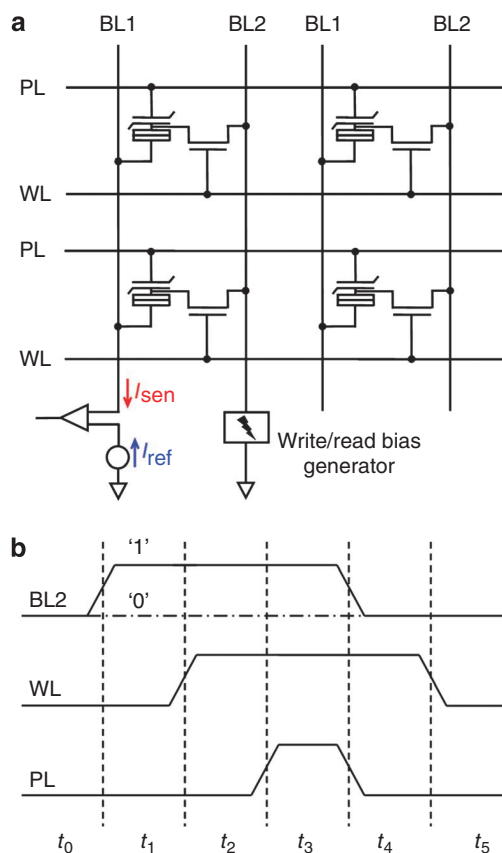 a
BL1 BL2 BL1 BL2
PL
WL
PL
WL
Isen
Iref
Write/read bias
generator
b
'1'
BL2 '0'
WL
PL
t0 t1 t2 t3 t4 t5